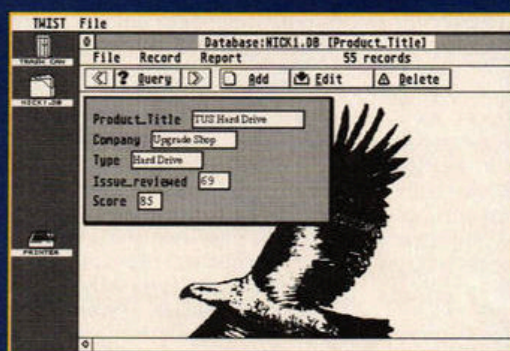 TWIST File
Database:NICK1.DB [Product_Title]
TRASH CAN
File Record Report 55 records
? Query Add Edit Delete
NICK1.DB
Product_Title TUS Hard Drive
Company Upgrade Shop
Type Hard Drive
Issue_reviewed 69
Score 85
PRINTER